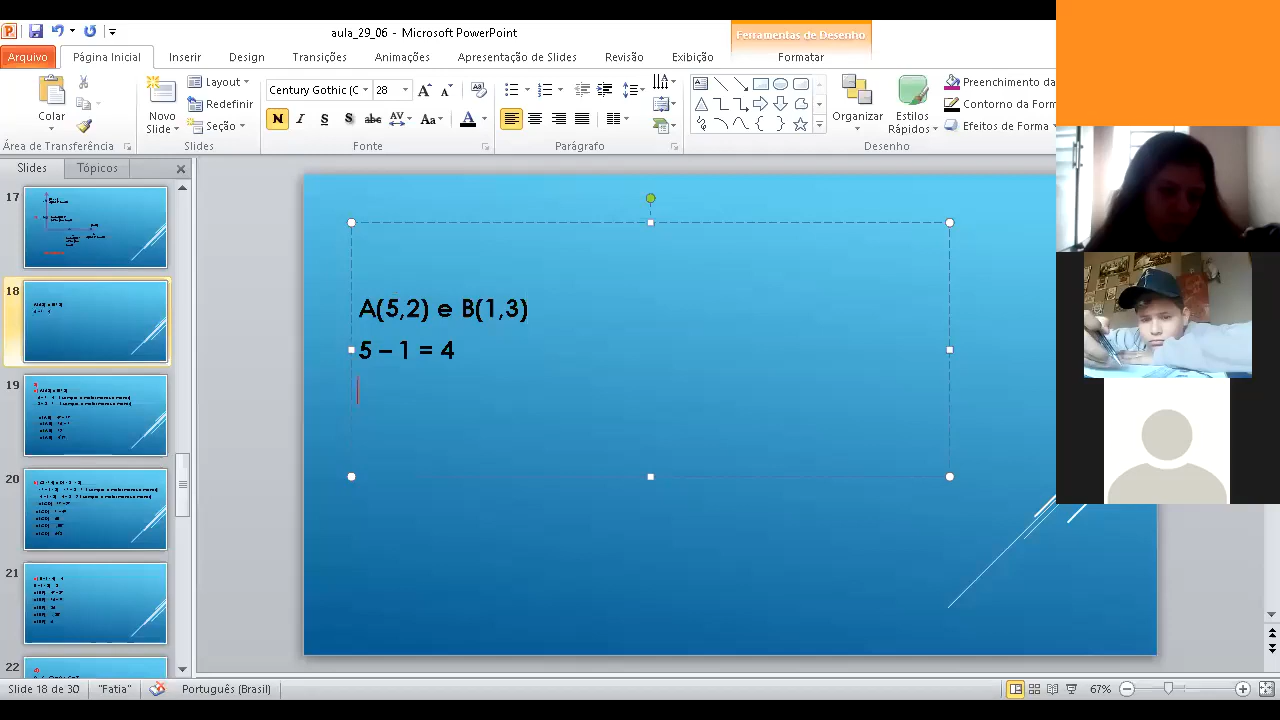 aula_29_06 - Microsoft PowerPoint
Ferramentas de Desenho
Arquivo
Página Inicial
Inserir
Design
Transições
Animações
Apresentação de Slides
Revisão
Exibição
Formatar
Colar
Área de Transferência
Novo
Slide
Layout
Redefinir
Seção
Slides
Century Gothic (C
28
N I S S abc AV Aa A
Fonte
Parágrafo
Organizar
Estilos
Rápidos
Preenchimento da
Contorno da Form
Efeitos de Forma
Desenho
Slides
Tópicos
17
18
19
20
21
22
A(5,2) e B(1,3)
5 – 1 = 4
Slide 18 de 30
"Fatia"
Português (Brasil)
67%